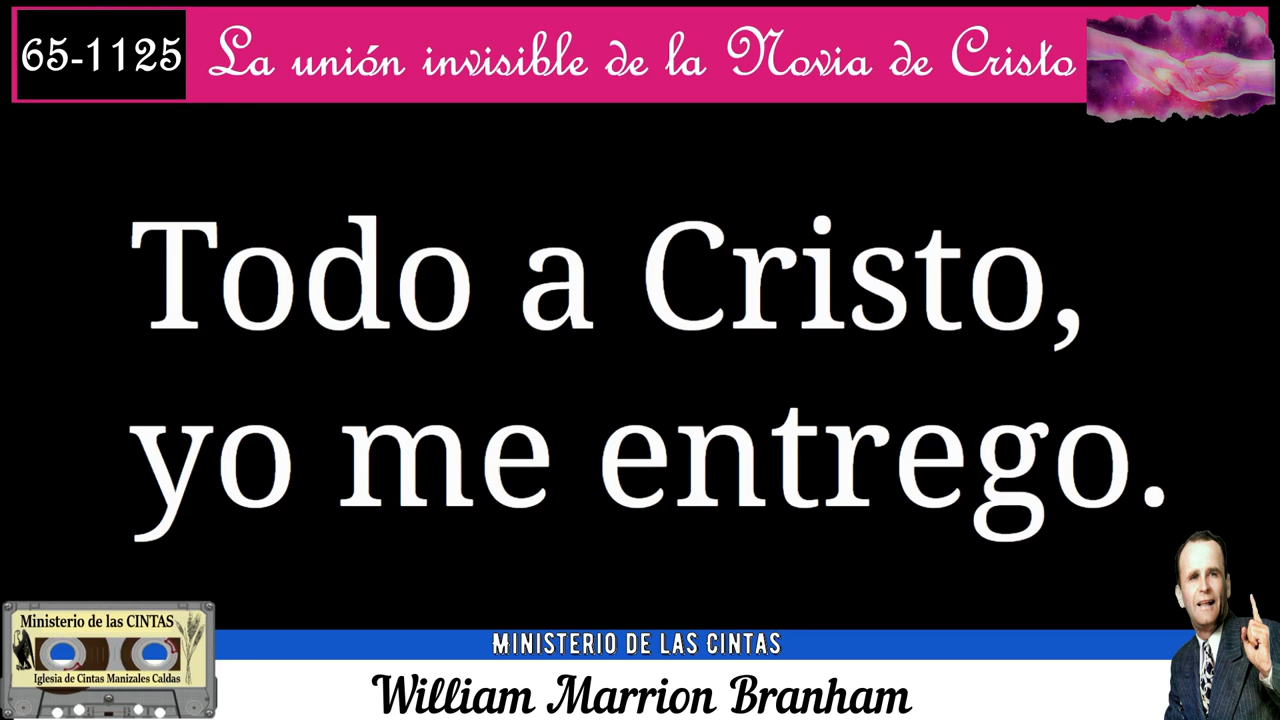 65-1125 La unión invisible de la Novia de Cristo
Todo a Cristo,
yo me entrego.
Ministerio de las CINTAS
Iglesia de Cintas Manizales Caldas
MINISTERIO DE LAS CINTAS
William Marrion Branham